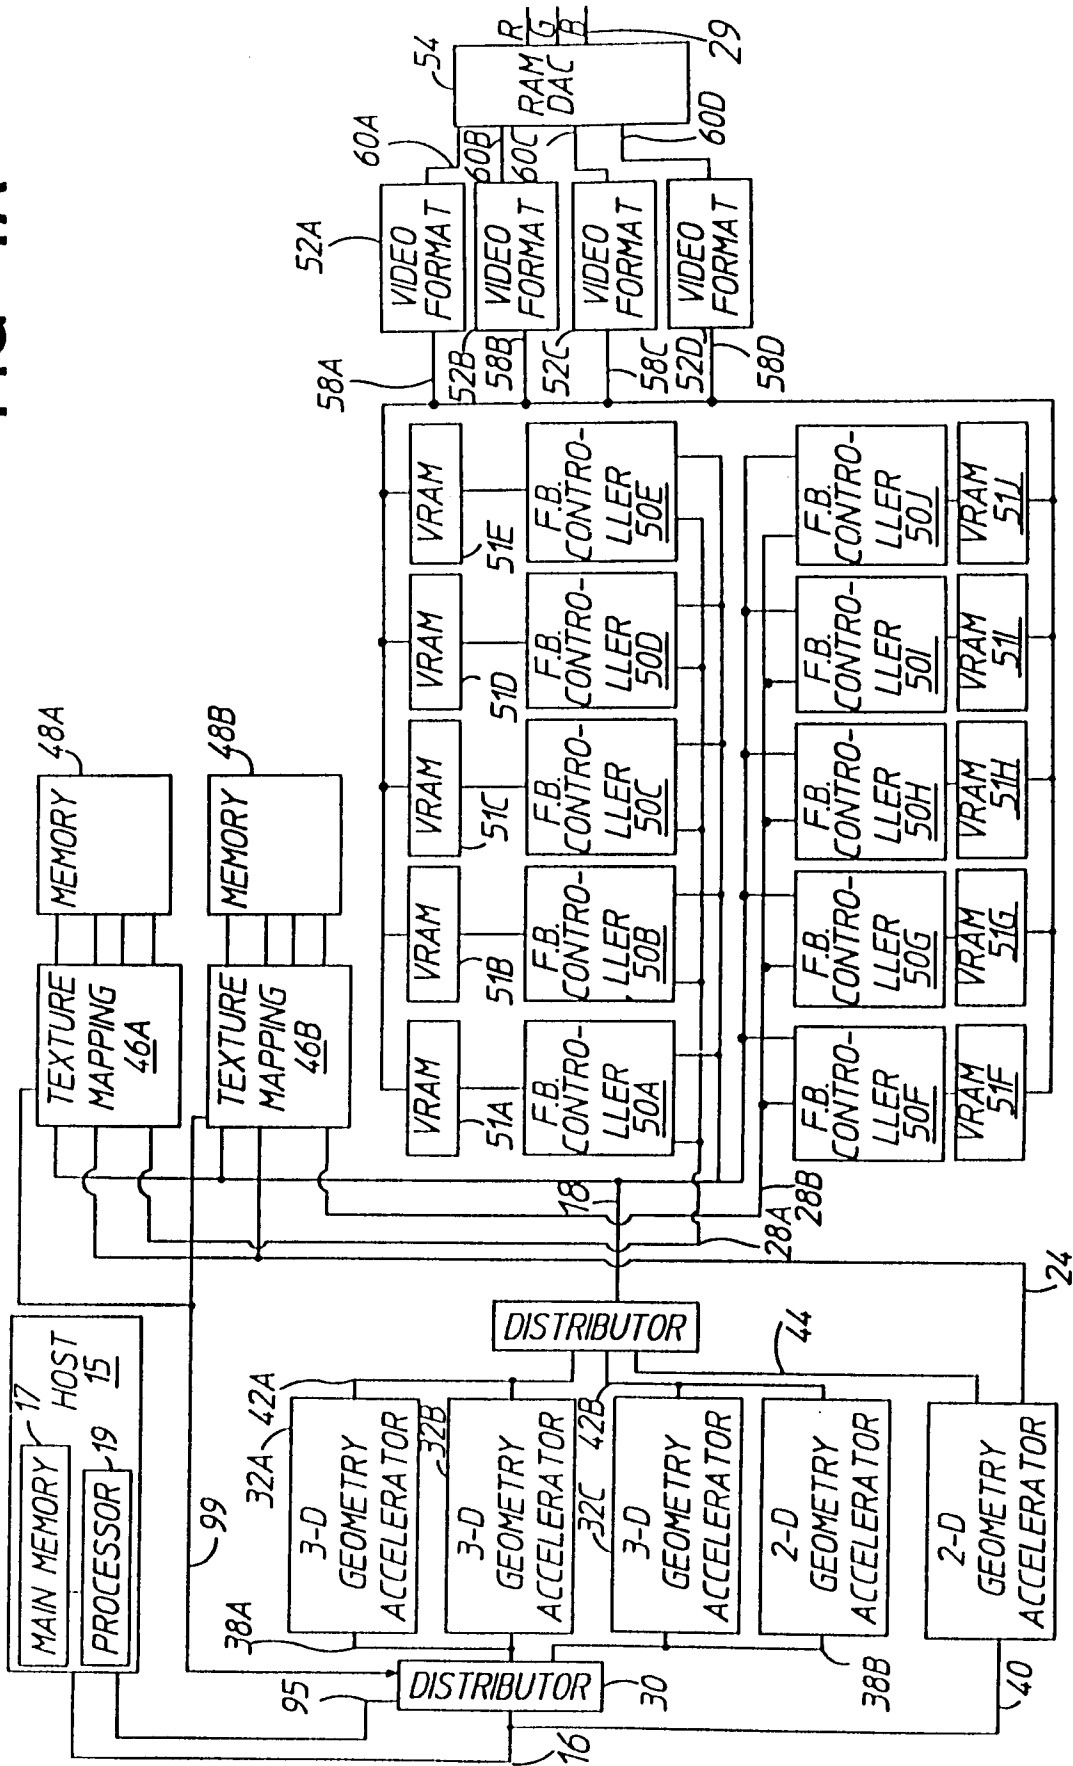 MAIN MEMORY
17
PROCESSOR
19
HOST
15
99
95
16
DISTRIBUTOR
30
38A
38B
40
32A
42A
3-D
GEOMETRY
ACCELERATOR
32B
3-D
GEOMETRY
ACCELERATOR
32C
42B
3-D
GEOMETRY
ACCELERATOR
2-D
GEOMETRY
ACCELERATOR
2-D
GEOMETRY
ACCELERATOR
DISTRIBUTOR
44
24
18
28A
28B
TEXTURE
MAPPING
46A
MEMORY
48A
TEXTURE
MAPPING
46B
MEMORY
48B
VRAM
51A
VRAM
51B
VRAM
51C
VRAM
51D
VRAM
51E
F.B.
CONTRO-
LLER
50A
F.B.
CONTRO-
LLER
50B
F.B.
CONTRO-
LLER
50C
F.B.
CONTRO-
LLER
50D
F.B.
CONTRO-
LLER
50E
F.B.
CONTRO-
LLER
50F
F.B.
CONTRO-
LLER
50G
F.B.
CONTRO-
LLER
50H
F.B.
CONTRO-
LLER
50I
F.B.
CONTRO-
LLER
50J
VRAM
51F
VRAM
51G
VRAM
51H
VRAM
51I
VRAM
51J
58A
52A
VIDEO
FORMAT
60A
52B
58B
VIDEO
FORMAT
60B
52C
58C
VIDEO
FORMAT
60C
52D
58D
VIDEO
FORMAT
60D
54
RAM
DAC
R
G
B
29